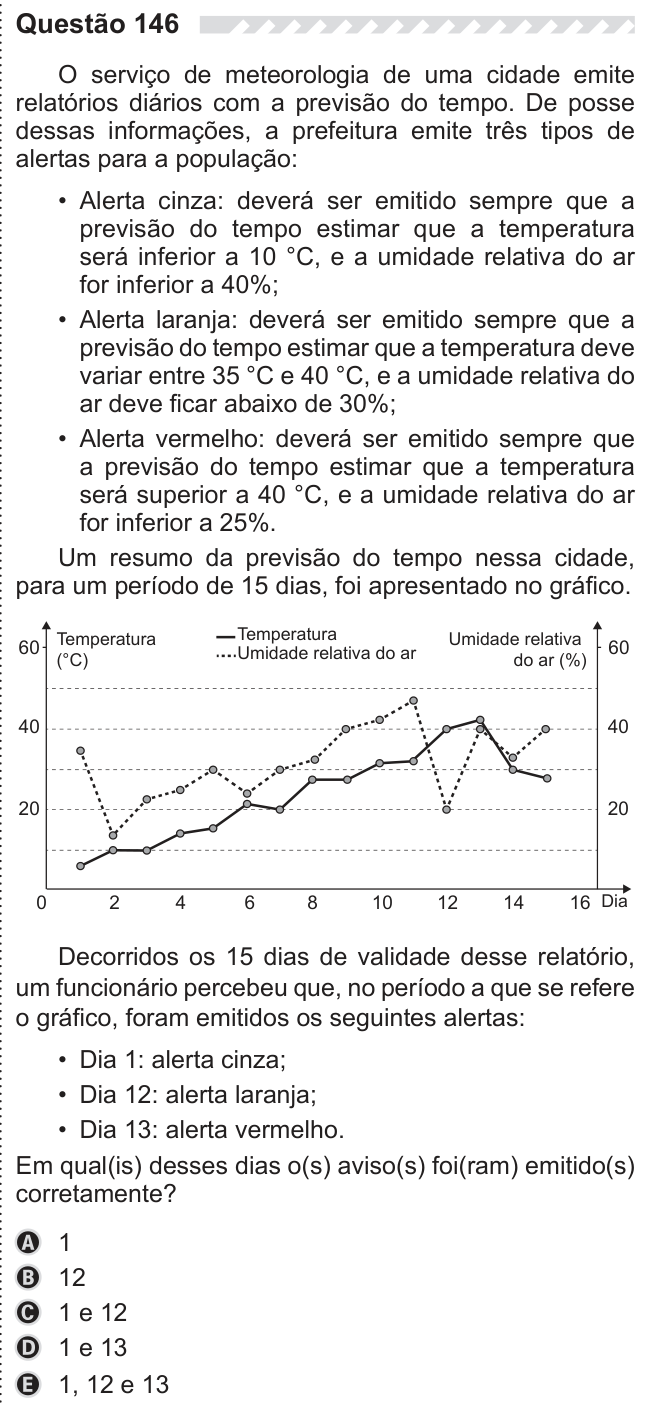 Questão 146
O serviço de meteorologia de uma cidade emite
relatórios diários com a previsão do tempo. De posse
dessas informações, a prefeitura emite três tipos de
alertas para a população:
• Alerta cinza: deverá ser emitido sempre que a
previsão do tempo estimar que a temperatura
será inferior a 10 °C, e a umidade relativa do ar
for inferior a 40%;
• Alerta laranja: deverá ser emitido sempre que a
previsão do tempo estimar que a temperatura deve
variar entre 35 °C e 40 °C, e a umidade relativa do
ar deve ficar abaixo de 30%;
• Alerta vermelho: deverá ser emitido sempre que
a previsão do tempo estimar que a temperatura
será superior a 40 °C, e a umidade relativa do ar
for inferior a 25%.
Um resumo da previsão do tempo nessa cidade,
para um período de 15 dias, foi apresentado no gráfico.
60 Temperatura Temperatura Umidade relativa 60
(°C) Umidade relativa do ar do ar (%)
40 40
20 20
0 2 4 6 8 10 12 14 16 Dia
Decorridos os 15 dias de validade desse relatório,
um funcionário percebeu que, no período a que se refere
o gráfico, foram emitidos os seguintes alertas:
• Dia 1: alerta cinza;
• Dia 12: alerta laranja;
• Dia 13: alerta vermelho.
Em qual(is) desses dias o(s) aviso(s) foi(ram) emitido(s)
corretamente?
A 1
B 12
C 1 e 12
D 1 e 13
E 1, 12 e 13